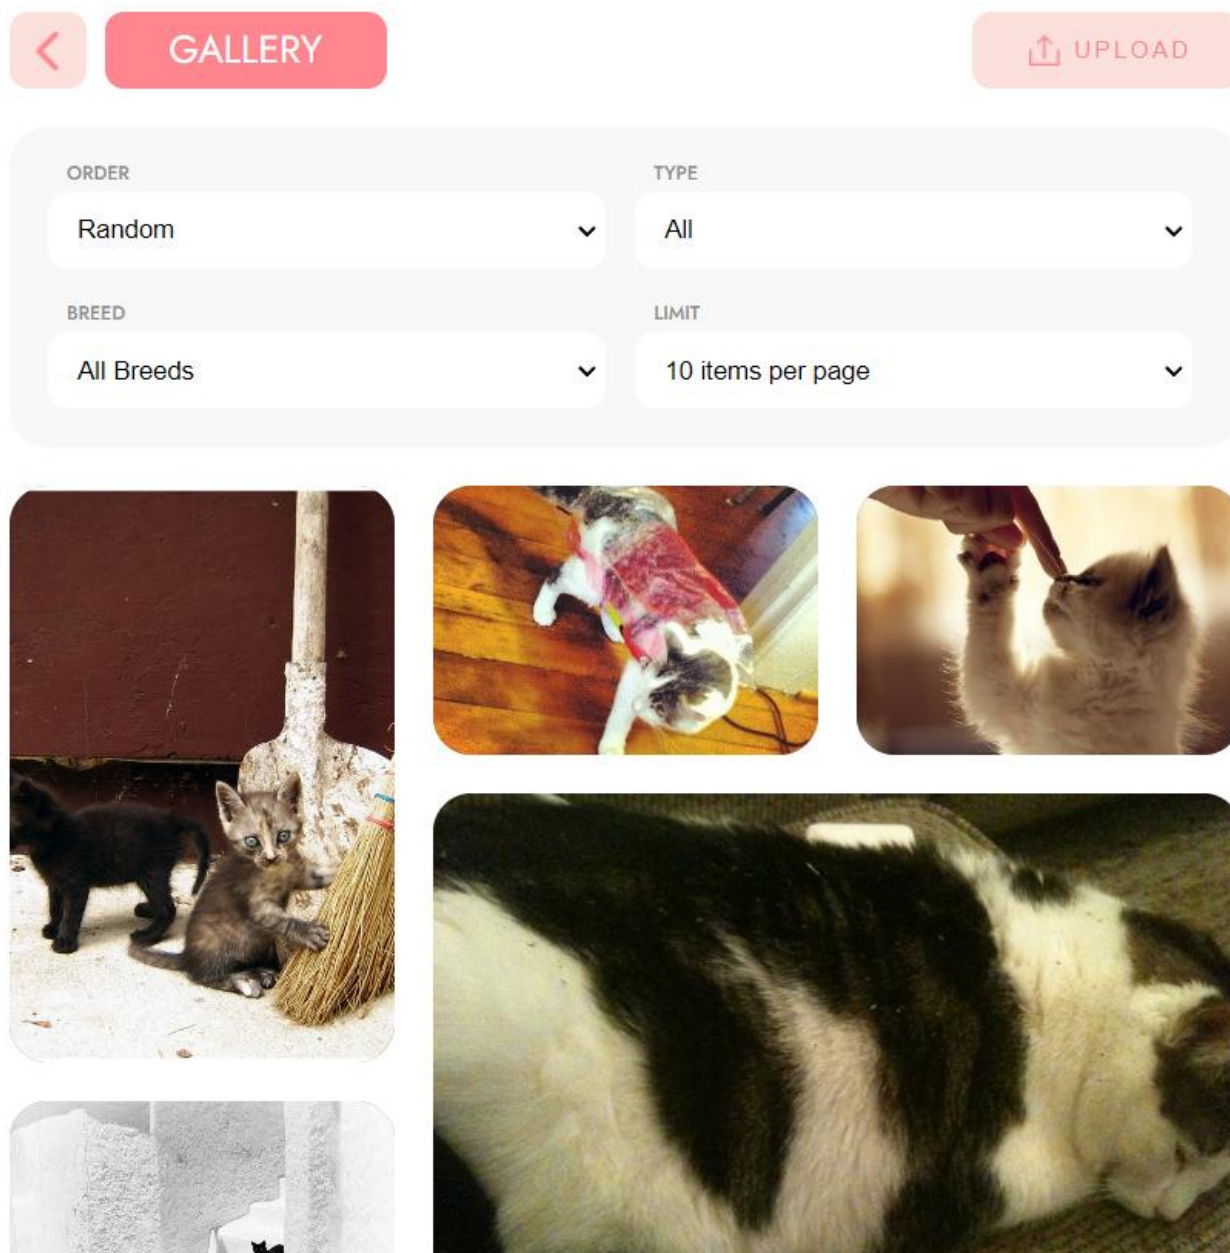 GALLERY
UPLOAD
ORDER
TYPE
Random
All
BREED
LIMIT
All Breeds
10 items per page